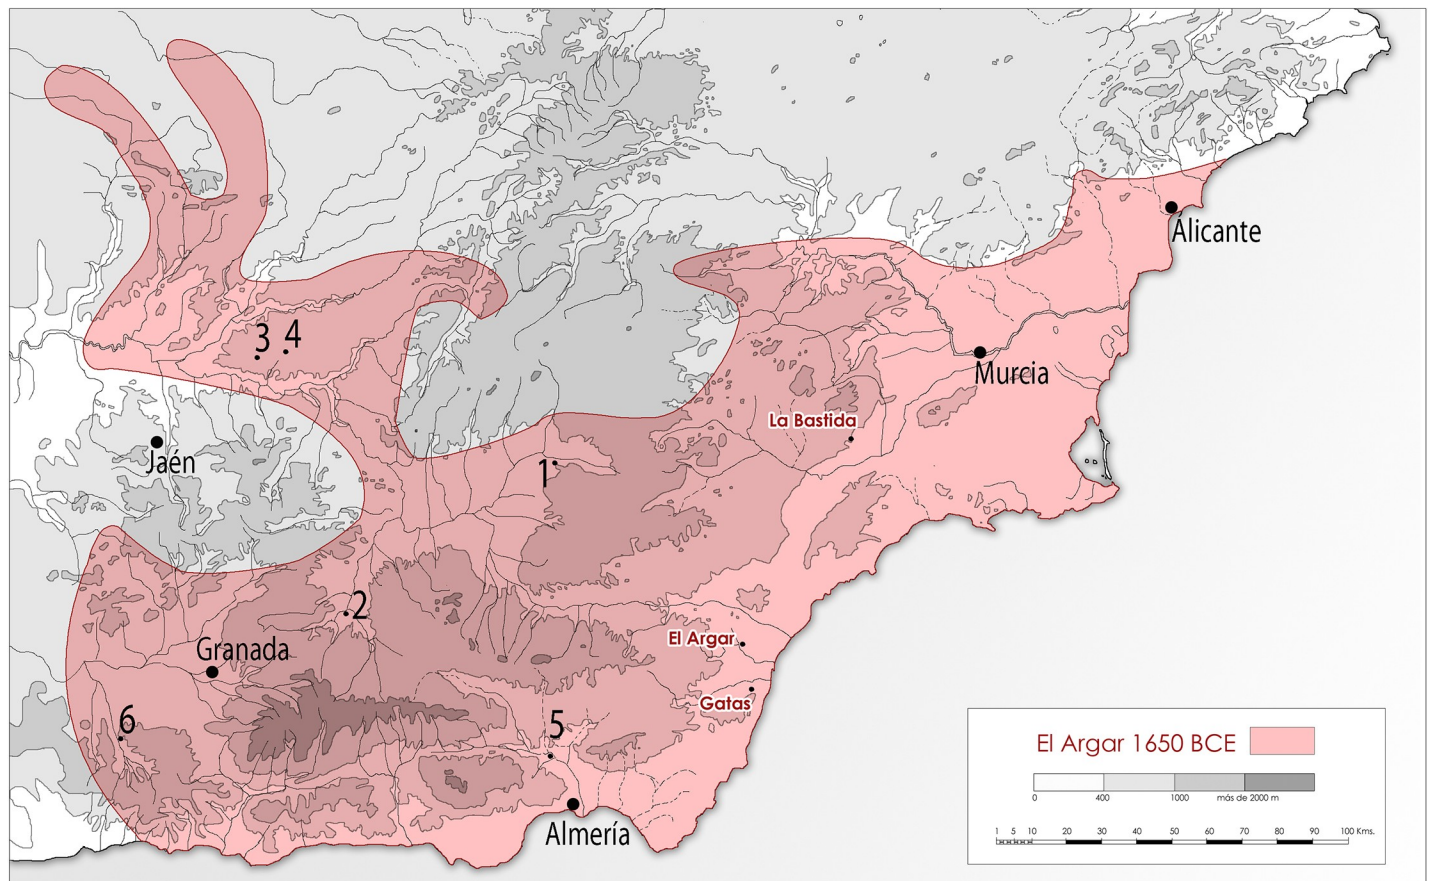 Álicante
3 4
Murcia
La Bastida
Jaén
1
2
El Argar
Granada
Gatas
6
5
Almería
El Argar 1650 BCE
0 400 1000 más de 2000 m
1 5 10 20 30 40 50 60 70 80 90 100 Kms.